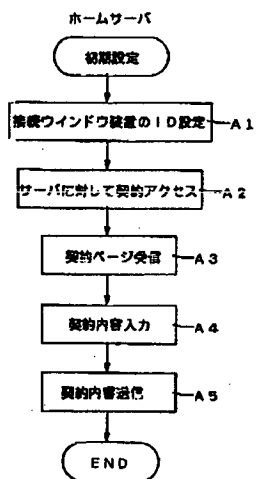 ホームサーバ
初期設定
接続ウインドウ装置のID設定
A1
サーバに対して契約アクセス
A2
契約ページ受信
A3
契約内容入力
A4
契約内容送信
A5
END